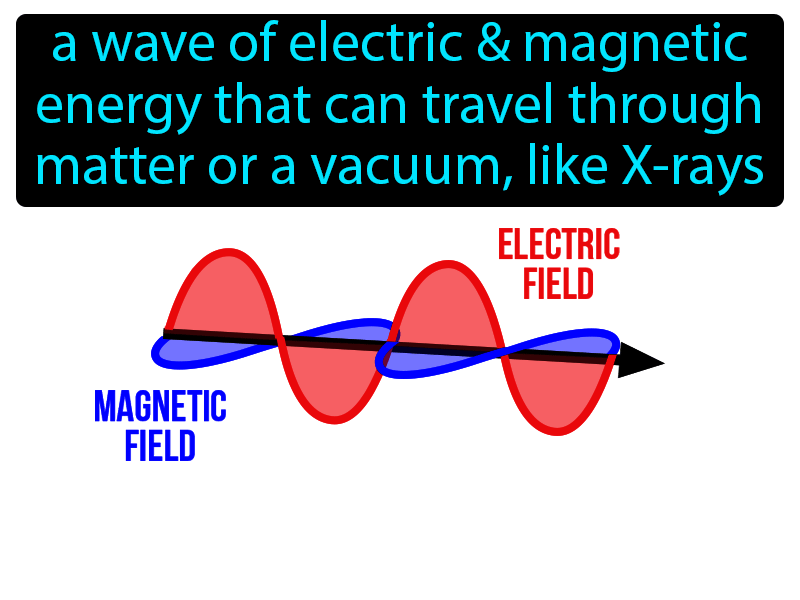 a wave of electric & magnetic
energy that can travel through
matter or a vacuum, like X-rays
ELECTRIC
FIELD
MAGNETIC
FIELD